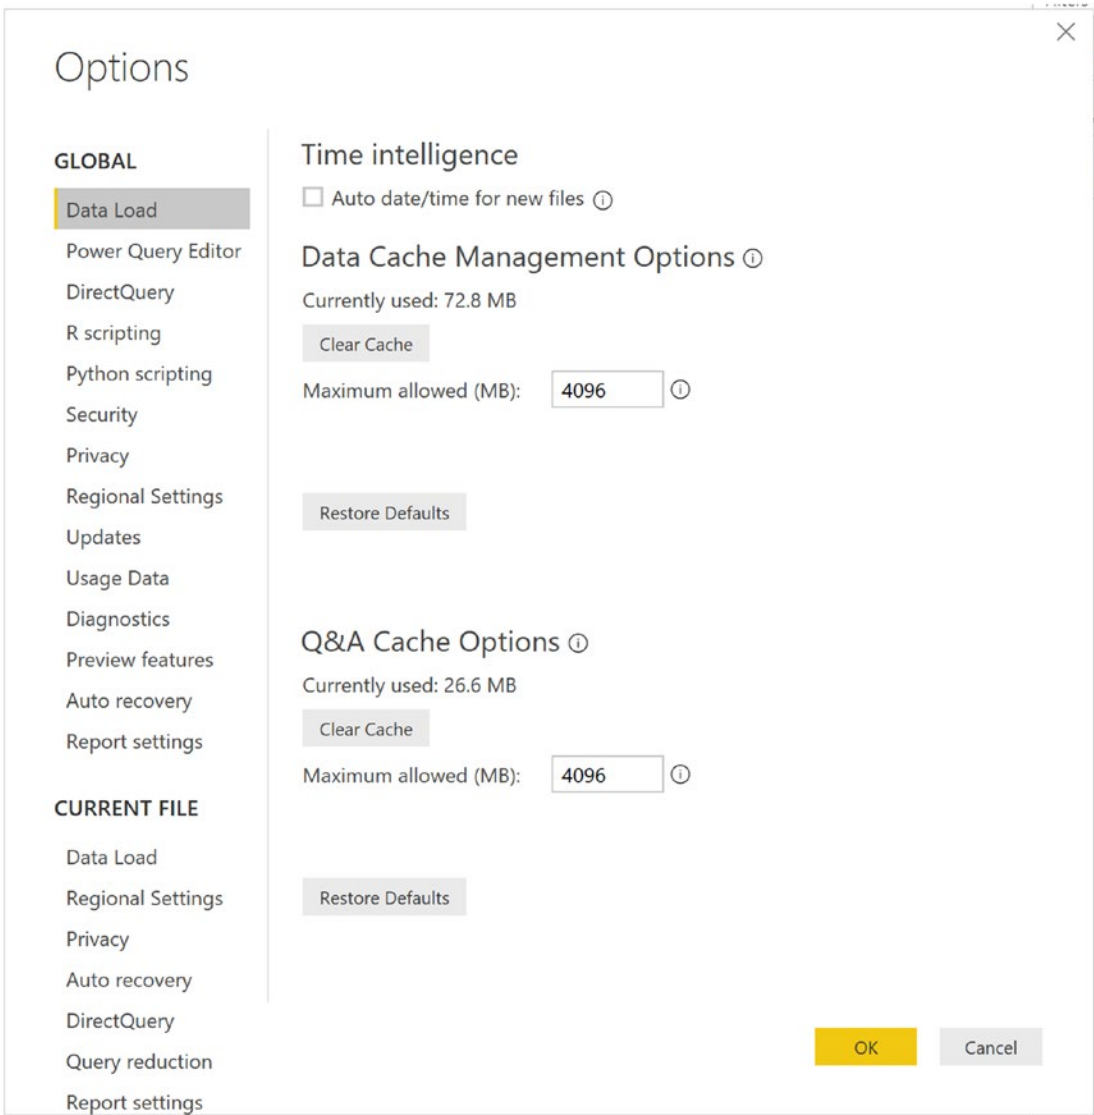 Options
GLOBAL
Data Load
Power Query Editor
DirectQuery
R scripting
Python scripting
Security
Privacy
Regional Settings
Updates
Usage Data
Diagnostics
Preview features
Auto recovery
Report settings
CURRENT FILE
Data Load
Regional Settings
Privacy
Auto recovery
DirectQuery
Query reduction
Report settings
Time intelligence
Auto date/time for new files
Data Cache Management Options
Currently used: 72.8 MB
Clear Cache
Maximum allowed (MB): 4096
Restore Defaults
Q&A Cache Options
Currently used: 26.6 MB
Clear Cache
Maximum allowed (MB): 4096
Restore Defaults
OK Cancel